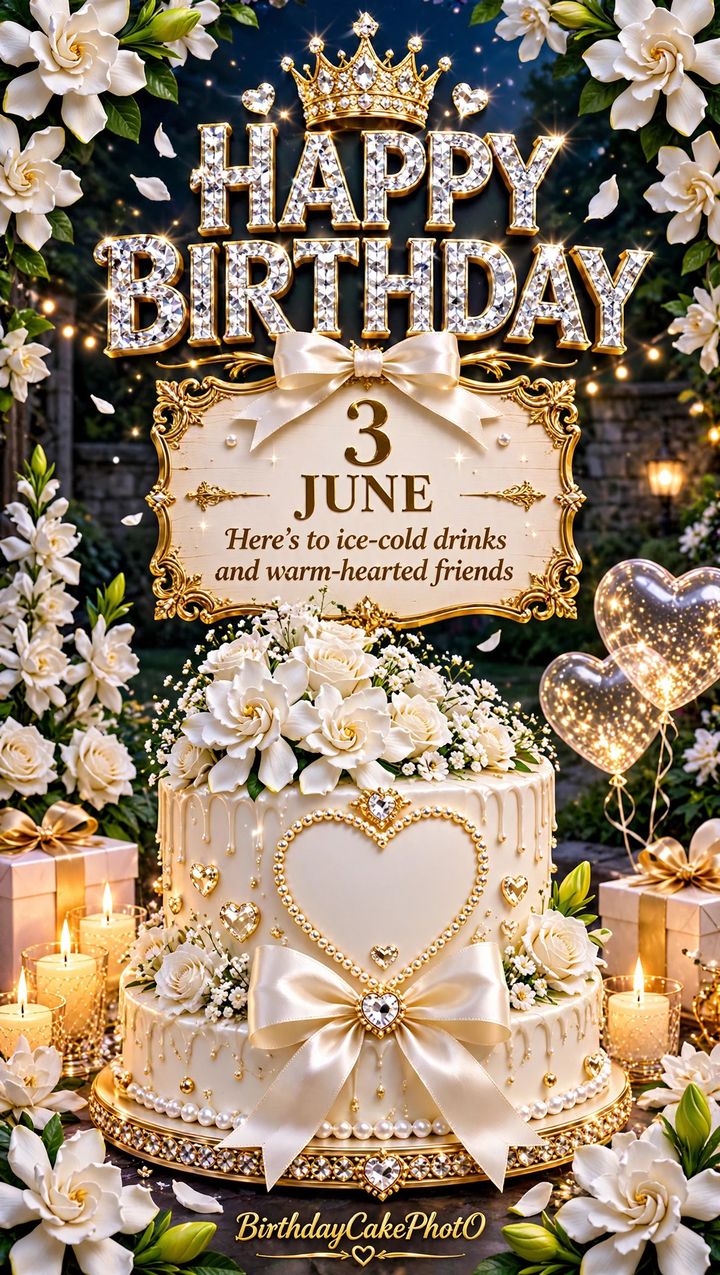 HAPPY
BIRTHDAY
3
JUNE
Here's to ice-cold drinks
and warm-hearted friends
BirthdayCakePhotO